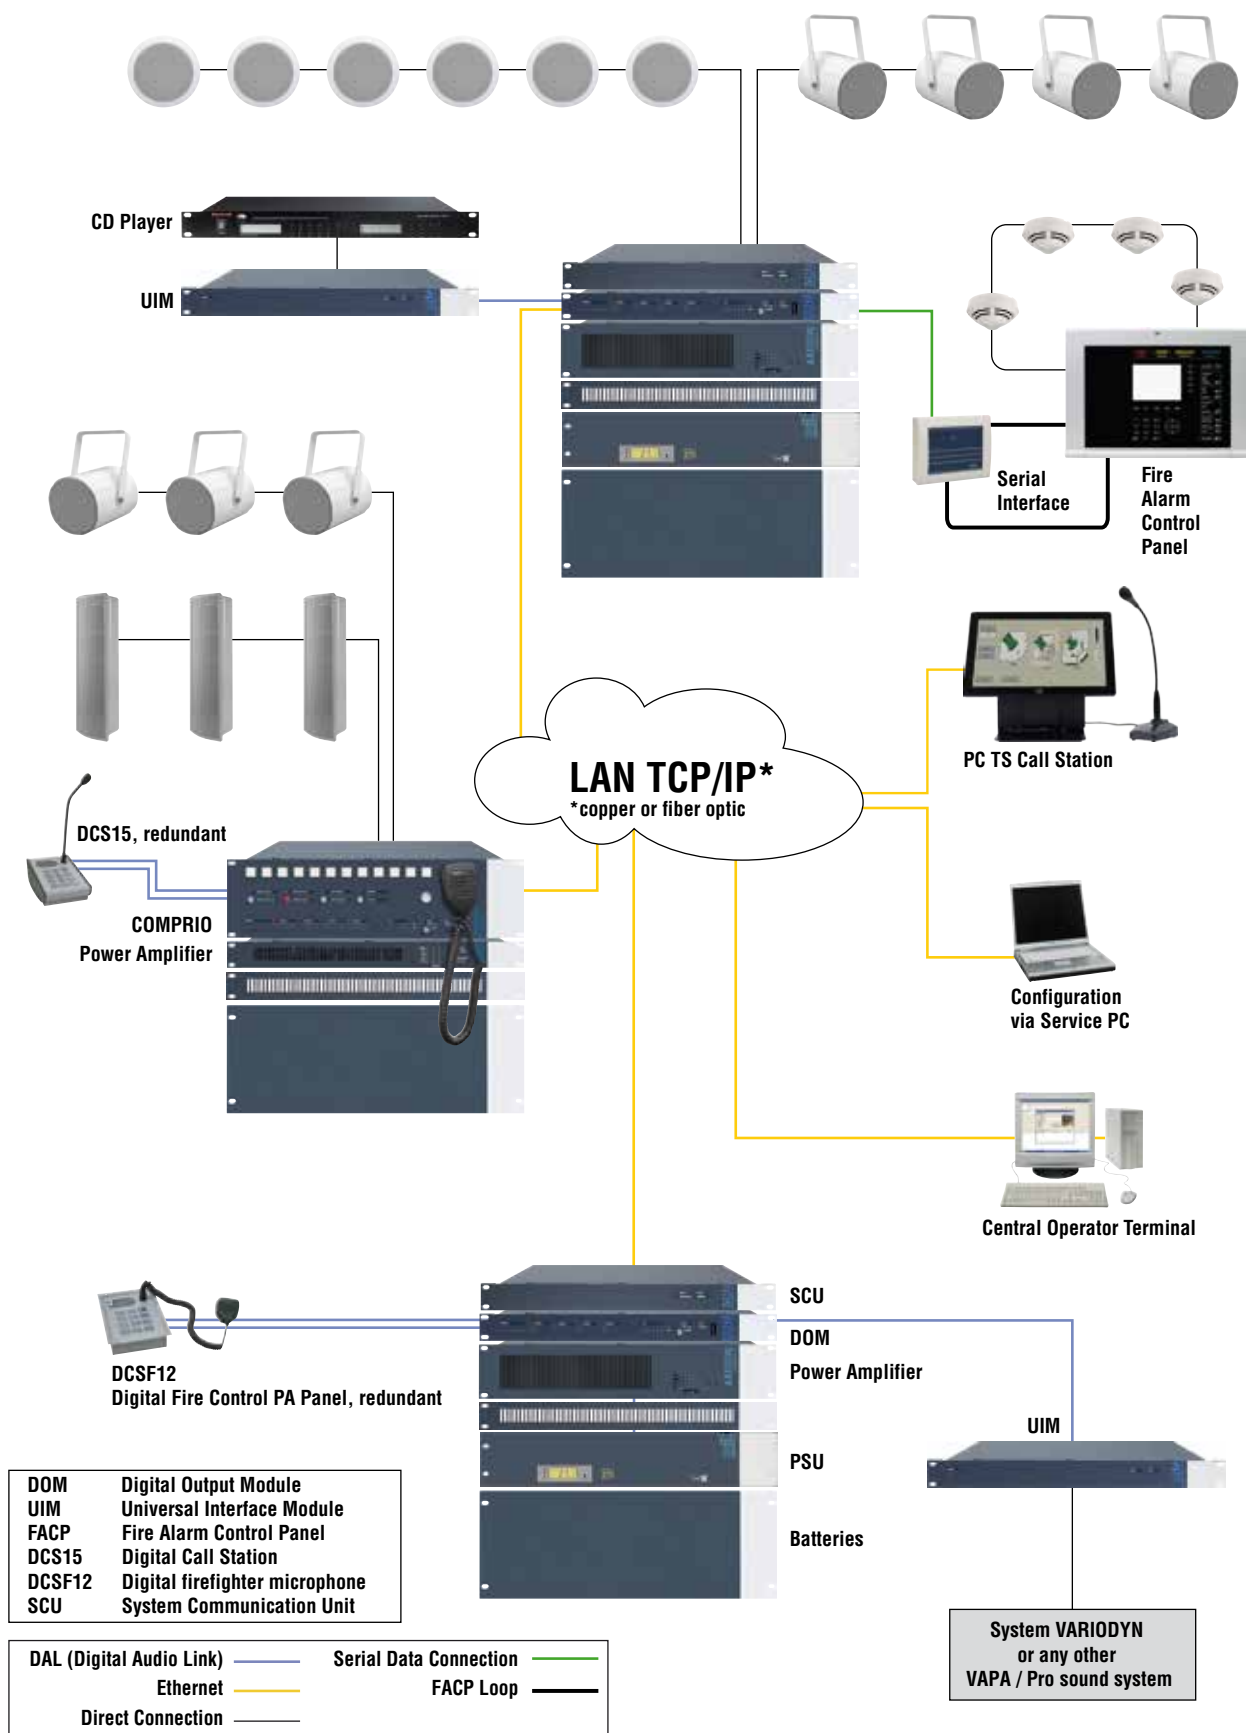 CD Player
UIM
Serial
Interface
Fire
Alarm
Control
Panel
LAN TCP/IP*
*copper or fiber optic
PC TS Call Station
DCS15, redundant
COMPRIO
Power Amplifier
Configuration
via Service PC
Central Operator Terminal
SCU
DOM
Power Amplifier
PSU
Batteries
DCSF12
Digital Fire Control PA Panel, redundant
UIM
DOM Digital Output Module
UIM Universal Interface Module
FACP Fire Alarm Control Panel
DCS15 Digital Call Station
DCSF12 Digital firefighter microphone
SCU System Communication Unit
System VARIODYN
or any other
VAPA / Pro sound system
DAL (Digital Audio Link)
Ethernet
Direct Connection
Serial Data Connection
FACP Loop